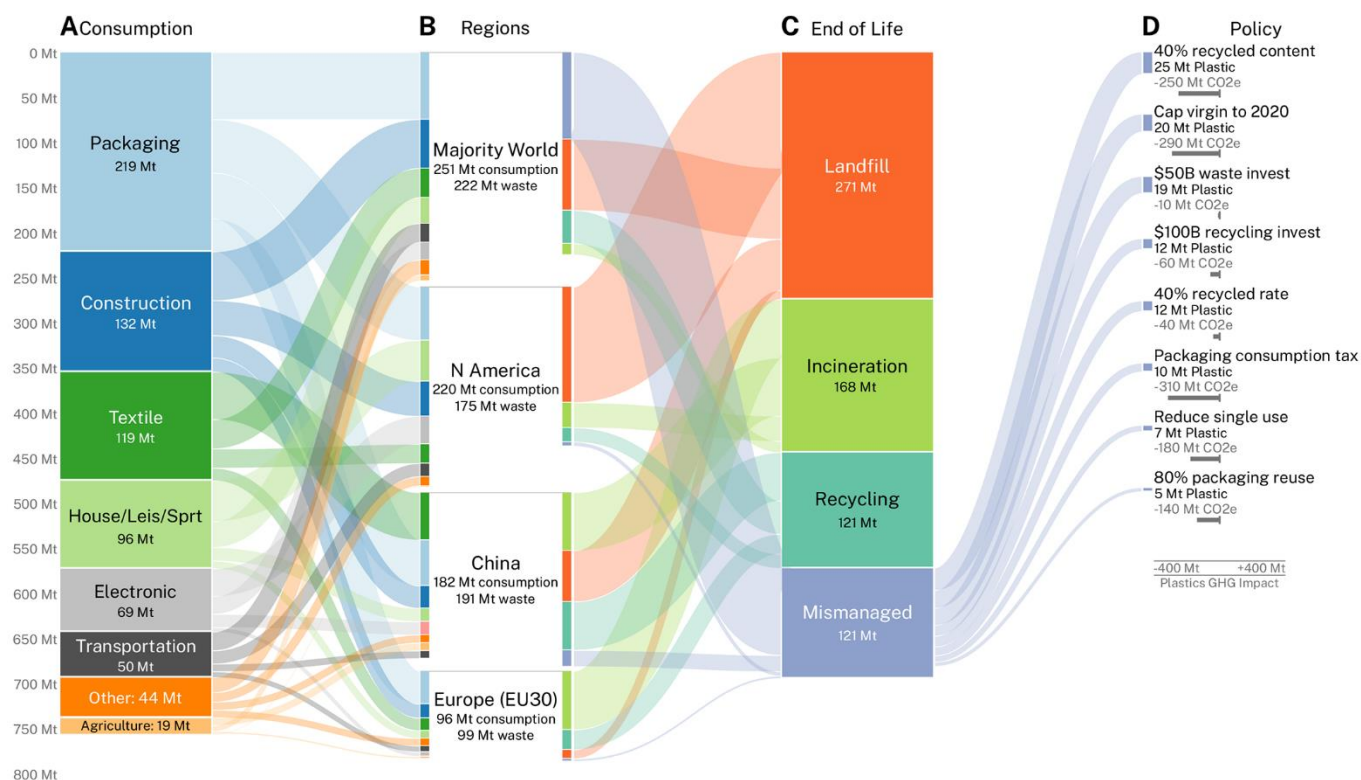 A Consumption
B Regions
C End of Life
D Policy
0 Mt
50 Mt
100 Mt
150 Mt
200 Mt
250 Mt
300 Mt
350 Mt
400 Mt
450 Mt
500 Mt
550 Mt
600 Mt
650 Mt
700 Mt
750 Mt
800 Mt
Packaging
219 Mt
Construction
132 Mt
Textile
119 Mt
House/Leis/Sprt
96 Mt
Electronic
69 Mt
Transportation
50 Mt
Other: 44 Mt
Agriculture: 19 Mt
Majority World
251 Mt consumption
222 Mt waste
N America
220 Mt consumption
175 Mt waste
China
182 Mt consumption
191 Mt waste
Europe (EU30)
96 Mt consumption
99 Mt waste
Landfill
271 Mt
Incineration
168 Mt
Recycling
121 Mt
Mismanaged
121 Mt
40% recycled content
25 Mt Plastic
-250 Mt CO2e
Cap virgin to 2020
20 Mt Plastic
-290 Mt CO2e
$50B waste invest
19 Mt Plastic
-10 Mt CO2e
$100B recycling invest
12 Mt Plastic
-60 Mt CO2e
40% recycled rate
12 Mt Plastic
-40 Mt CO2e
Packaging consumption tax
10 Mt Plastic
-310 Mt CO2e
Reduce single use
7 Mt Plastic
-180 Mt CO2e
80% packaging reuse
5 Mt Plastic
-140 Mt CO2e
-400 Mt +400 Mt
Plastics GHG Impact